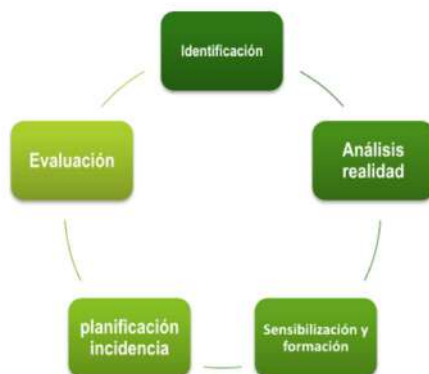 Identificación
Análisis
realidad
Sensibilización y
formación
planificación
incidencia
Evaluación